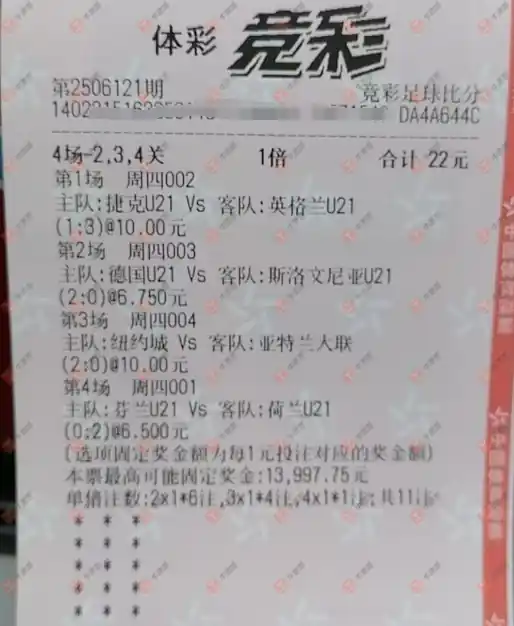 体彩 竞彩
第2506121期 竞彩足球比分
DA4A644C
4场-2,3,4关 1倍 合计 22元
第1场 周四002
主队:捷克U21 Vs 客队:英格兰U21
(1:3)@10.00元
第2场 周四003
主队:德国U21 Vs 客队:斯洛文尼亚U21
(2:0)@6.750元
第3场 周四004
主队:纽约城 Vs 客队:亚特兰大联
(2:0)@10.00元
第4场 周四001
主队:芬兰U21 Vs 客队:荷兰U21
(0:2)@6.500元
(选项固定奖金额为每1元投注对应的奖金额)
本票最高可能固定奖金:13,997.75元
单倍注数:2x1*6注,3x1*4注,4x1*1注;共11注
* * *
* * *
* * *
* * *
* * *